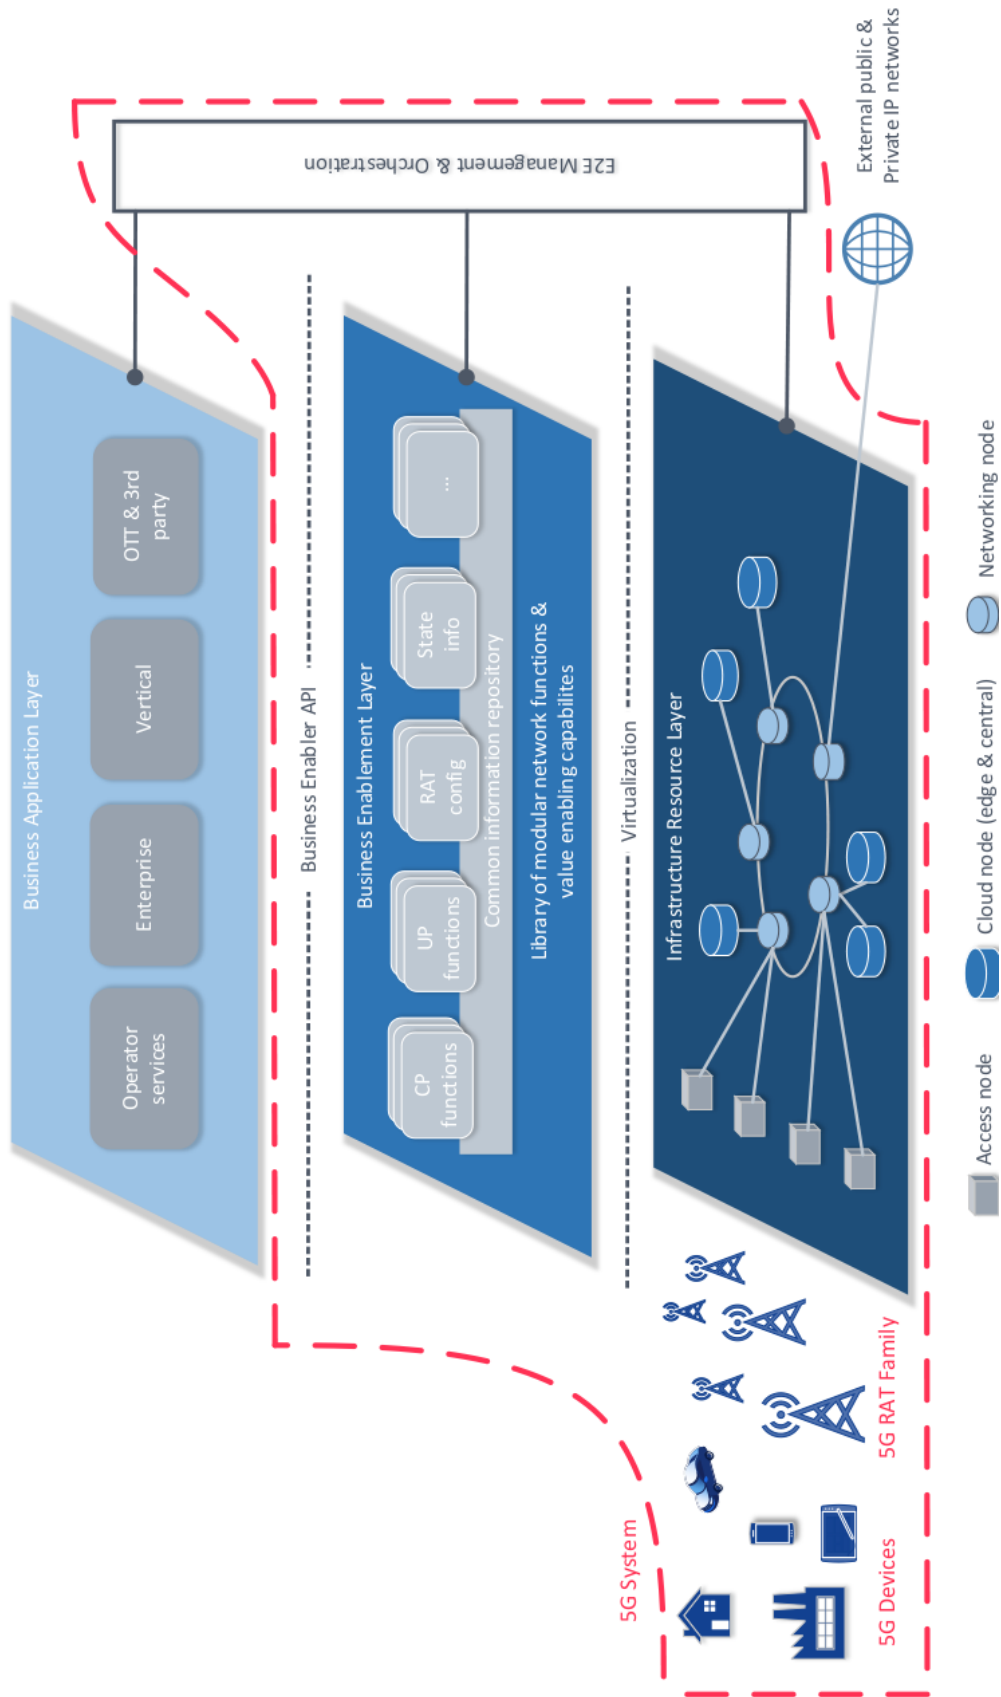 Business Application Layer
Operator
services
Enterprise
Vertical
OTT & 3rd
party
Business Enabler API
Business Enablement Layer
CP
functions
UP
functions
RAT
config
State
info
...
Common information repository
Library of modular network functions &
value enabling capabilites
Virtualization
Infrastructure Resource Layer
E2E Management & Orchestration
External public &
Private IP networks
5G System
5G Devices
5G RAT Family
Access node
Cloud node (edge & central)
Networking node